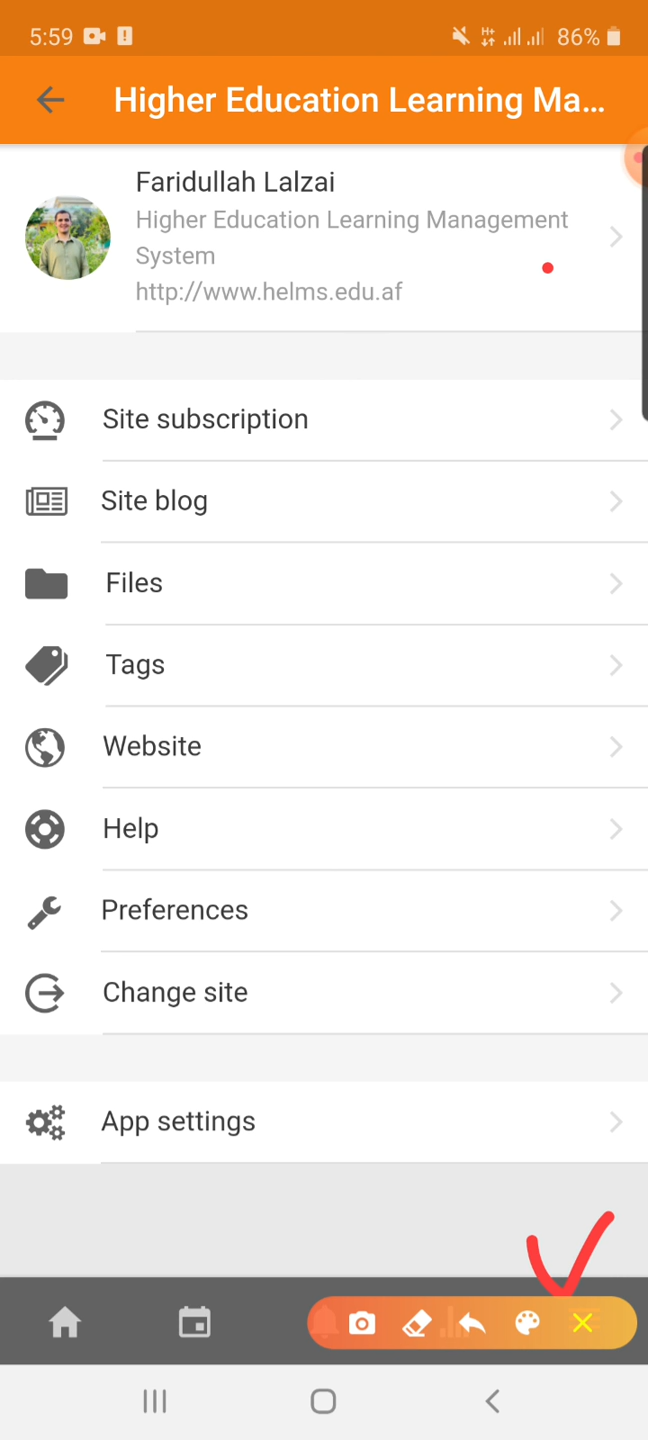 5:59
86%
Higher Education Learning Ma...
Faridullah Lalzai
Higher Education Learning Management
System
http://www.helms.edu.af
Site subscription
Site blog
Files
Tags
Website
Help
Preferences
Change site
App settings